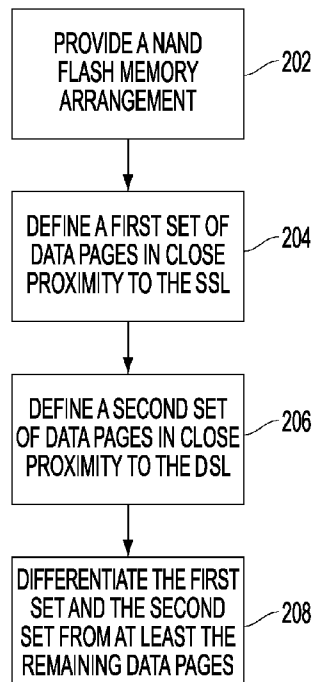 PROVIDE A NAND
FLASH MEMORY
ARRANGEMENT
202
DEFINE A FIRST SET OF
DATA PAGES IN CLOSE
PROXIMITY TO THE SSL
204
DEFINE A SECOND SET
OF DATA PAGES IN CLOSE
PROXIMITY TO THE DSL
206
DIFFERENTIATE THE FIRST
SET AND THE SECOND
SET FROM AT LEAST THE
REMAINING DATA PAGES
208